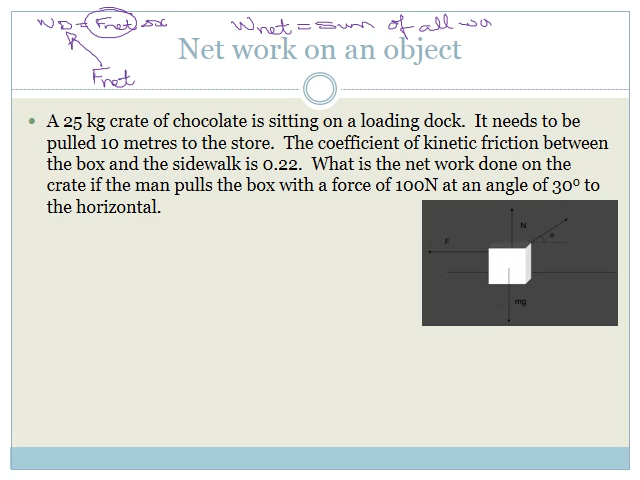 WD = Fnet Δx
Wnet = sum of all
Fnet
Net work on an object
• A 25 kg crate of chocolate is sitting on a loading dock. It needs to be
pulled 10 metres to the store. The coefficient of kinetic friction between
the box and the sidewalk is 0.22. What is the net work done on the
crate if the man pulls the box with a force of 100N at an angle of 30º to
the horizontal.
N
F
mg